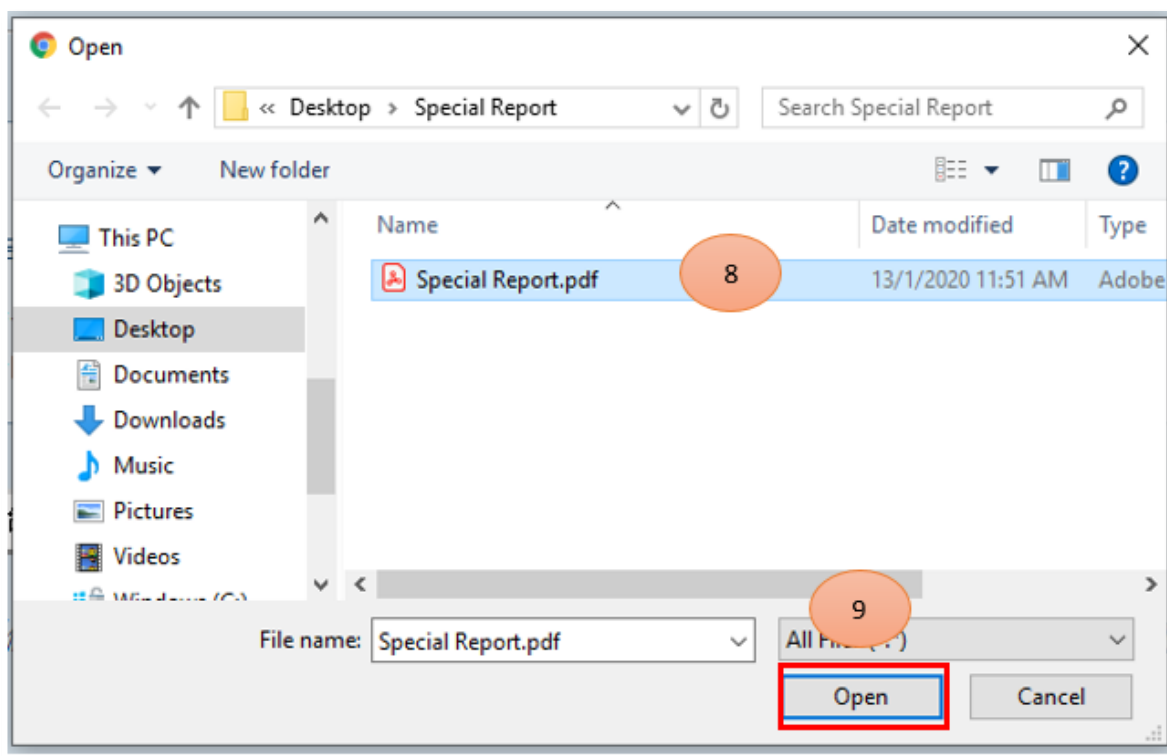 Open
« Desktop > Special Report
Search Special Report
Organize
New folder
Name
Date modified
Type
This PC
3D Objects
Desktop
Documents
Downloads
Music
Pictures
Videos
Special Report.pdf
8
13/1/2020 11:51 AM
Adobe
9
File name:
Special Report.pdf
All
Open
Cancel